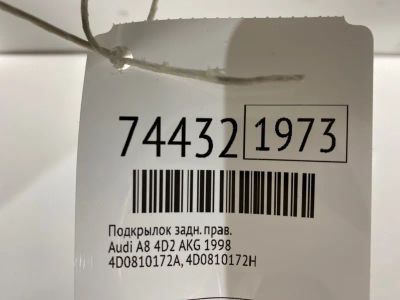 74432 1973
Подкрылок задн. прав.
Audi A8 4D2 AKG 1998
4D0810172A, 4D0810172H